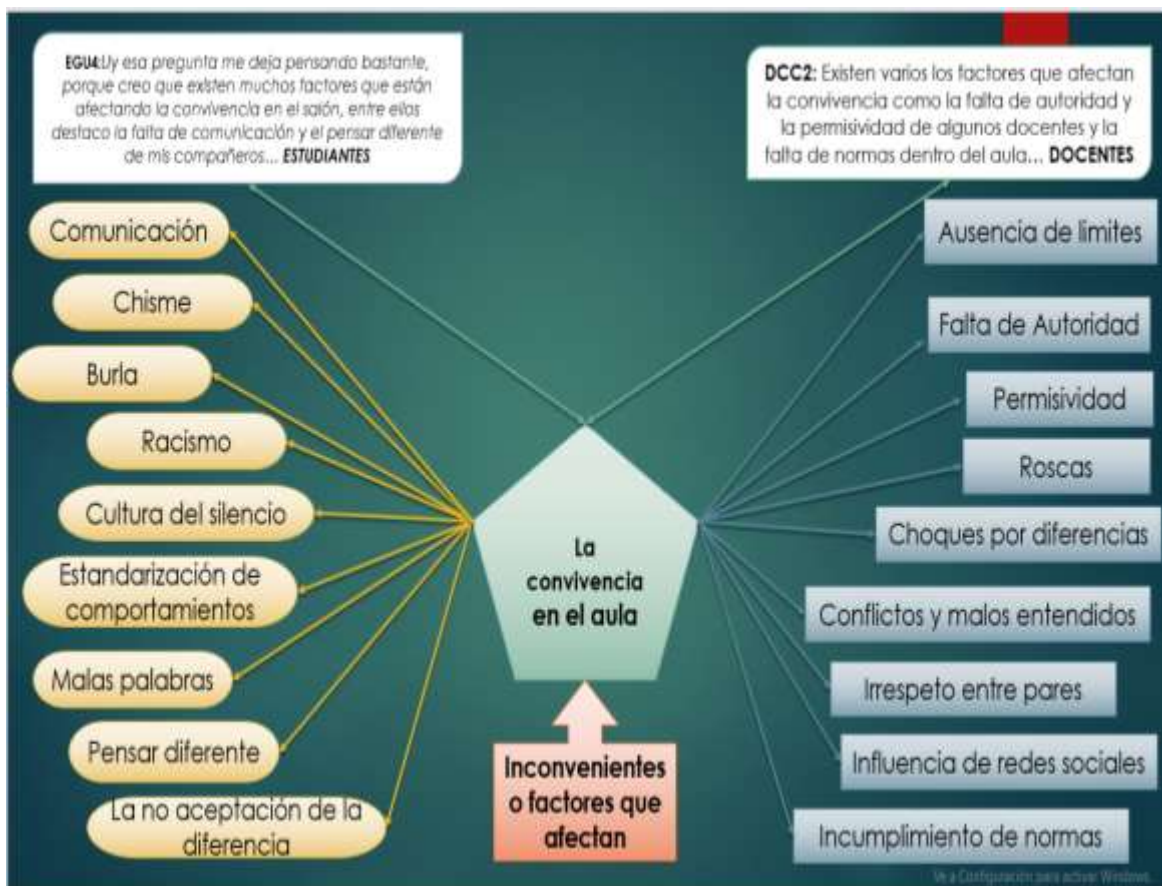 EGU4:Uy esa pregunta me deja pensando bastante,
porque creo que existen muchos factores que están
afectando la convivencia en el salón, entre ellos
destaco la falta de comunicación y el pensar diferente
de mis compañeros... ESTUDIANTES
DCC2: Existen varios los factores que afectan
la convivencia como la falta de autoridad y
la permisividad de algunos docentes y la
falta de normas dentro del aula... DOCENTES
Comunicación
Chisme
Burla
Racismo
Cultura del silencio
Estandarización de
comportamientos
Malas palabras
Pensar diferente
La no aceptación de la
diferencia
La
convivencia
en el aula
Inconvenientes
o factores que
afectan
Ausencia de limites
Falta de Autoridad
Permisividad
Roscas
Choques por diferencias
Conflictos y malos entendidos
Irrespeto entre pares
Influencia de redes sociales
Incumplimiento de normas
Ve a Configuración para activar Windows.